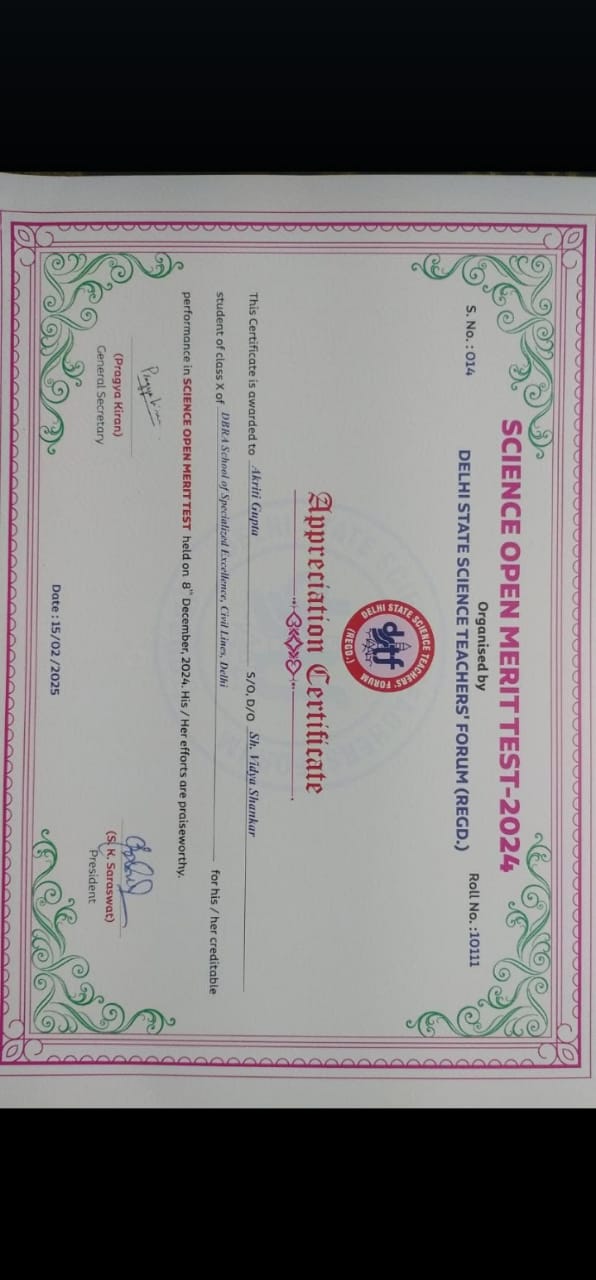 SCIENCE OPEN MERIT TEST-2024
Organised by
DELHI STATE SCIENCE TEACHERS' FORUM (REGD.)
S. No. : 014
Roll No. :10111
DELHI STATE SCIENCE TEACHERS' FORUM (REGD.)
dstf
Appreciation Certificate
This Certificate is awarded to Akriti Gupta S/O, D/O Sh. Vidya Shankar
student of class X of DBRA School of Specialized Excellence, Civil Lines, Delhi for his / her creditable
performance in SCIENCE OPEN MERIT TEST held on 8th December, 2024. His / Her efforts are praiseworthy.
(Pragya Kiran)
General Secretary
Date : 15/02 /2025
(S. K. Saraswat)
President